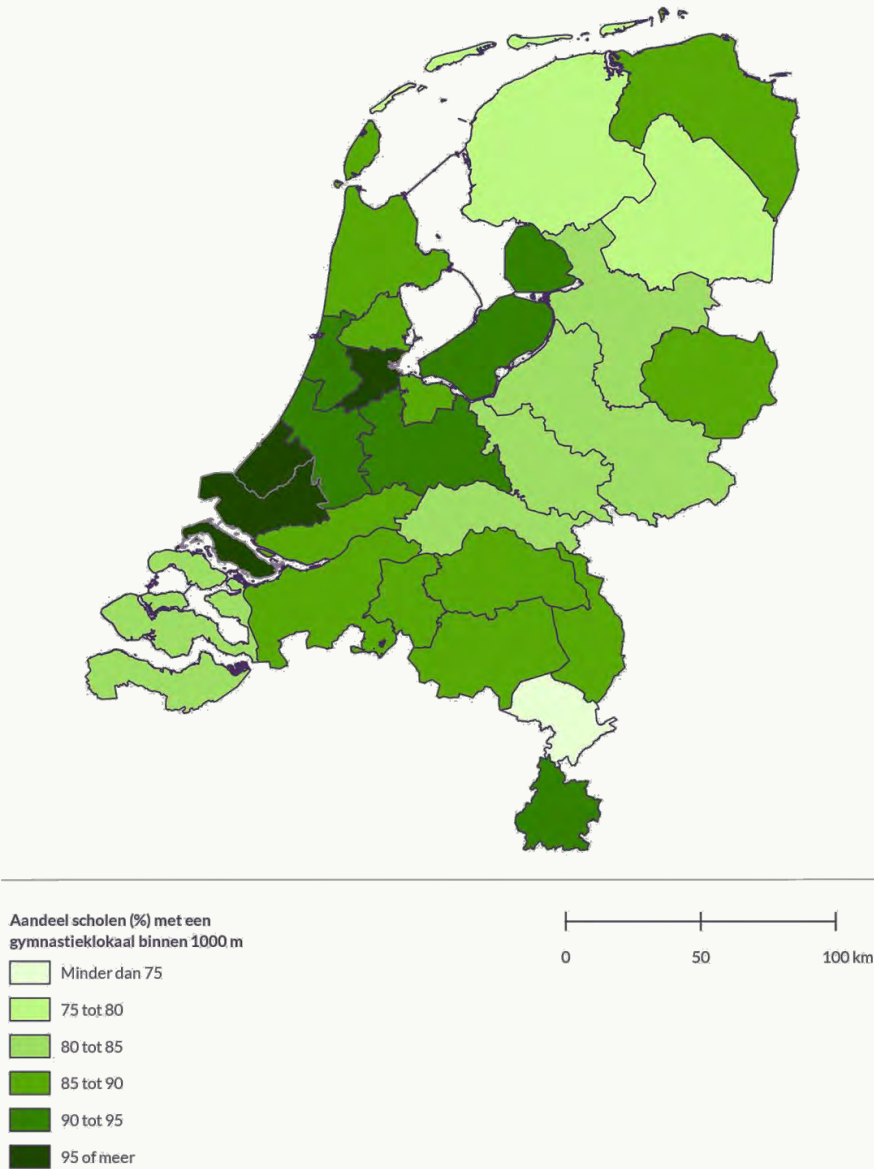 Aandeel scholen (%) met een
gymnastieklokaal binnen 1000 m
Minder dan 75
75 tot 80
80 tot 85
85 tot 90
90 tot 95
95 of meer
0 50 100 km